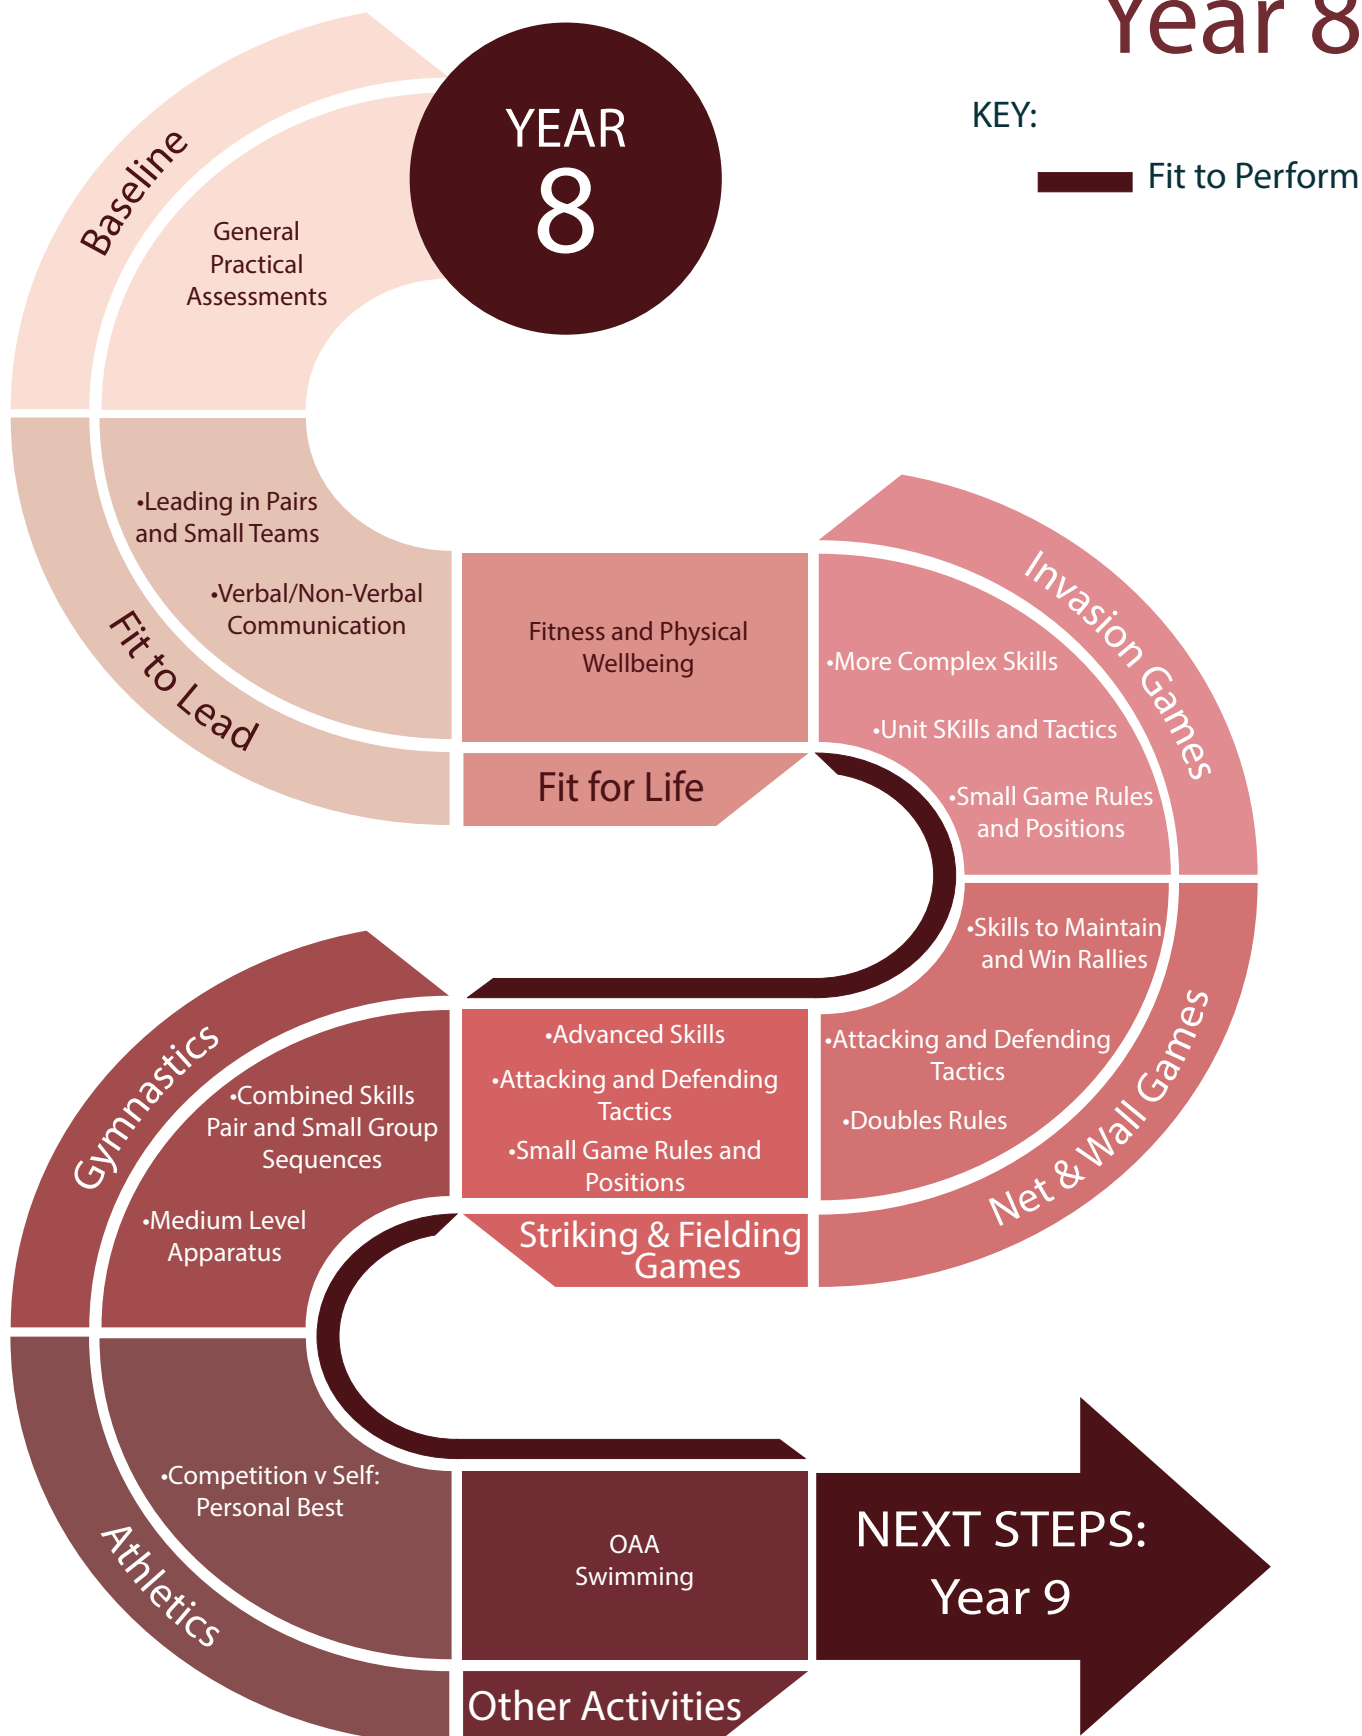 Year 8
KEY:
Fit to Perform
YEAR
8
Baseline
General
Practical
Assessments
Fit to Lead
•Leading in Pairs
and Small Teams
•Verbal/Non-Verbal
Communication
Fitness and Physical
Wellbeing
Fit for Life
Invasion Games
•More Complex Skills
•Unit SKills and Tactics
•Small Game Rules
and Positions
Net & Wall Games
•Skills to Maintain
and Win Rallies
•Attacking and Defending
Tactics
•Doubles Rules
•Advanced Skills
•Attacking and Defending
Tactics
•Small Game Rules and
Positions
Striking & Fielding
Games
Gymnastics
•Combined Skills
Pair and Small Group
Sequences
•Medium Level
Apparatus
Athletics
•Competition v Self:
Personal Best
OAA
Swimming
Other Activities
NEXT STEPS:
Year 9